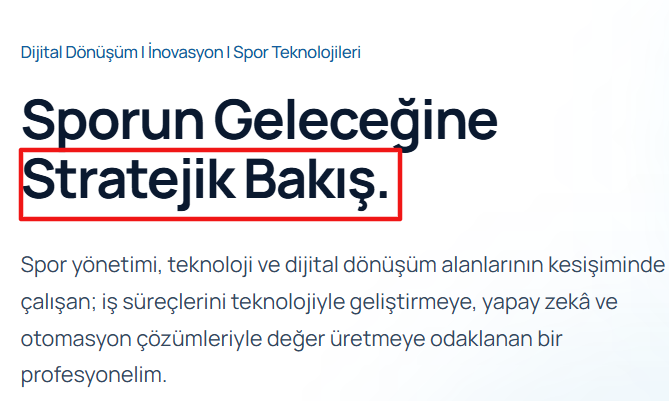 Dijital Dönüşüm | İnovasyon | Spor Teknolojileri
Sporun Geleceğine
Stratejik Bakış.
Spor yönetimi, teknoloji ve dijital dönüşüm alanlarının kesişiminde
çalışan; iş süreçlerini teknolojiyle geliştirmeye, yapay zekâ ve
otomasyon çözümleriyle değer üretmeye odaklanan bir
profesyonelim.